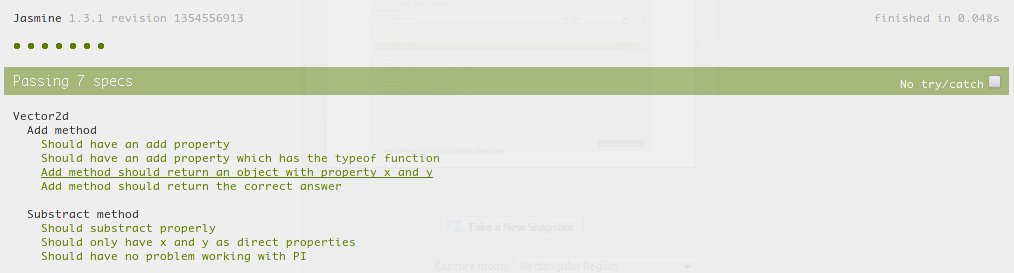 Jasmine 1.3.1 revision 1354556913
finished in 0.048s
Passing 7 specs
No try/catch
Vector2d
Add method
Should have an add property
Should have an add property which has the typeof function
Add method should return an object with property x and y
Add method should return the correct answer
Substract method
Should substract properly
Should only have x and y as direct properties
Should have no problem working with PI
Take a New Snapshot
Capture mode: Rectangular Region